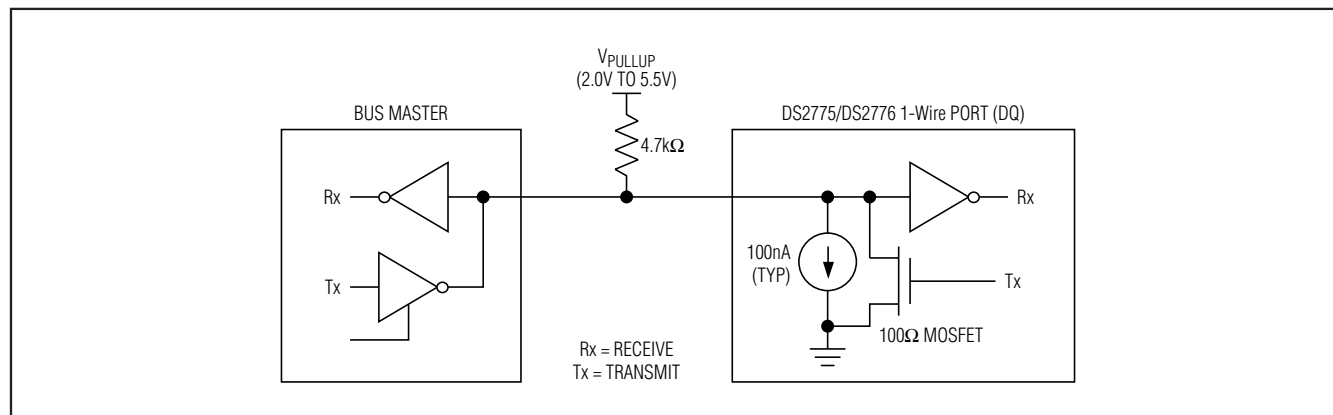 VPULLUP
(2.0V TO 5.5V)
BUS MASTER
DS2775/DS2776 1-Wire PORT (DQ)
4.7kΩ
Rx
Rx
100nA
(TYP)
Tx
Tx
100Ω MOSFET
Rx = RECEIVE
Tx = TRANSMIT